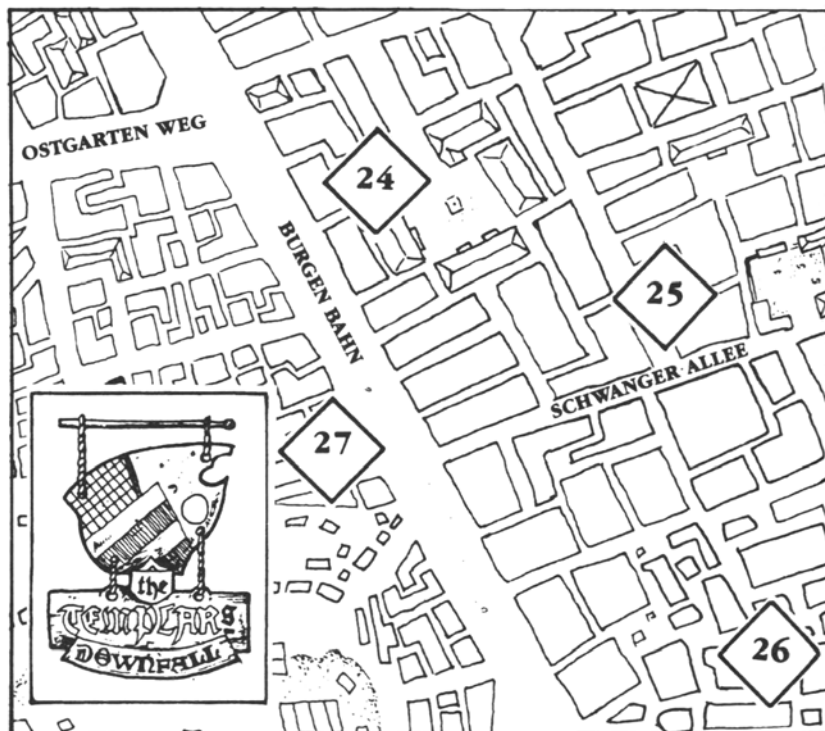 OSTGARTEN WEG
24
BURGEN BAHN
25
SCHWANGER ALLEE
27
the
TEMPLARS
DOWNFALL
26